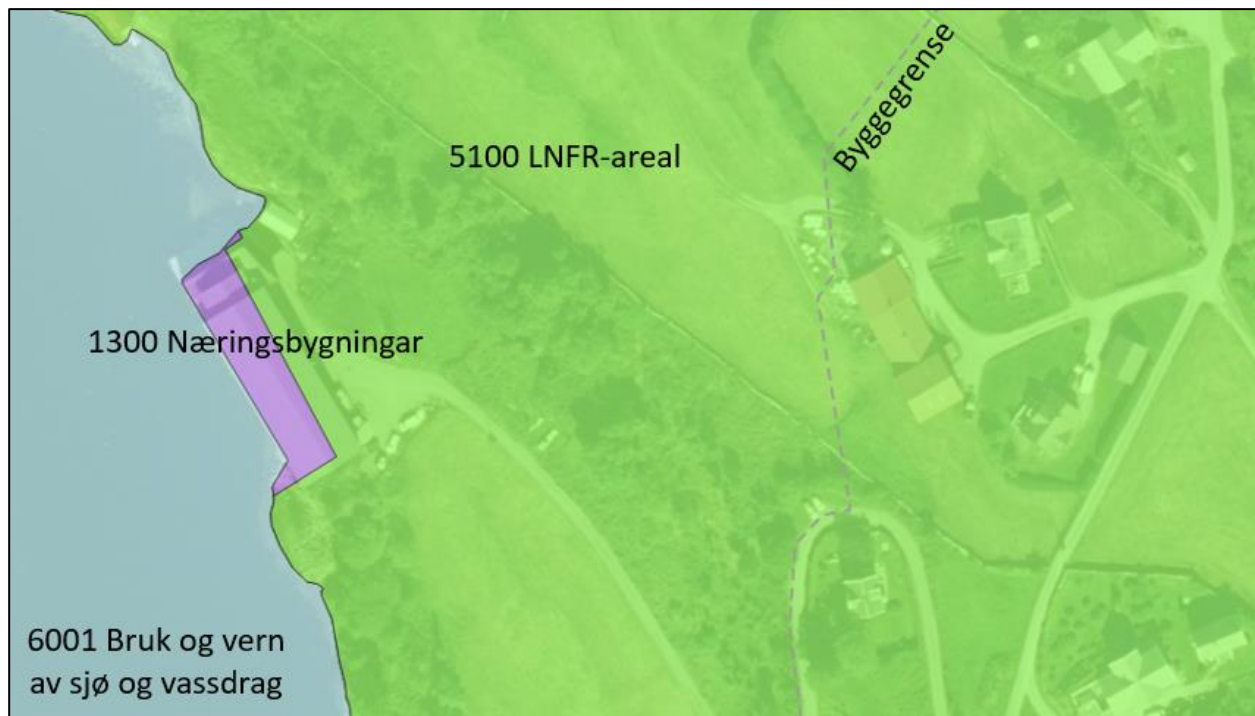 Byggegrense
5100 LNFR-areal
1300 Næringsbygningar
6001 Bruk og vern
av sjø og vassdrag